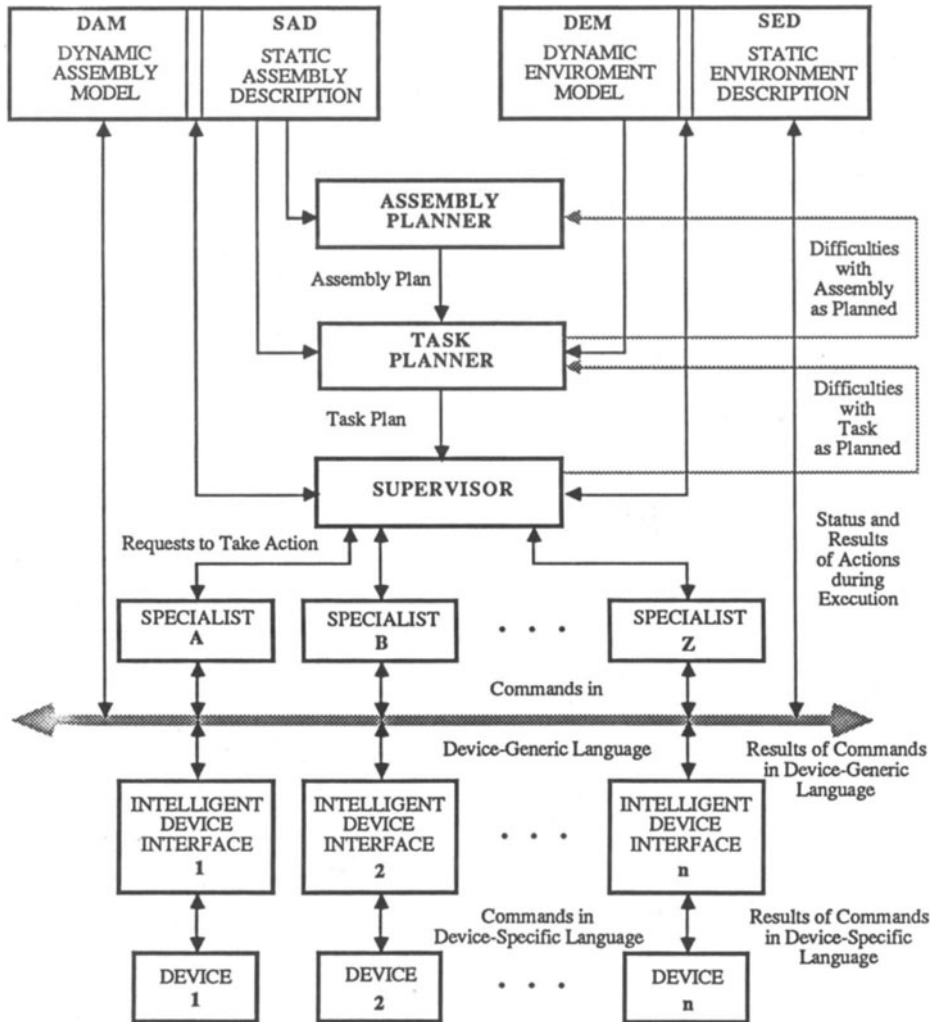 DAM
DYNAMIC
ASSEMBLY
MODEL
SAD
STATIC
ASSEMBLY
DESCRIPTION
DEM
DYNAMIC
ENVIROMENT
MODEL
SED
STATIC
ENVIRONMENT
DESCRIPTION
ASSEMBLY
PLANNER
Assembly Plan
Difficulties
with
Assembly
as Planned
TASK
PLANNER
Task Plan
Difficulties
with
Task
as Planned
SUPERVISOR
Requests to Take Action
Status and
Results
of Actions
during
Execution
SPECIALIST
A
SPECIALIST
B
. . .
SPECIALIST
Z
Commands in
Device-Generic Language
Results of Commands
in Device-Generic
Language
INTELLIGENT
DEVICE
INTERFACE
1
INTELLIGENT
DEVICE
INTERFACE
2
. . .
INTELLIGENT
DEVICE
INTERFACE
n
Commands in
Device-Specific Language
Results of Commands
in Device-Specific
Language
DEVICE
1
DEVICE
2
. . .
DEVICE
n